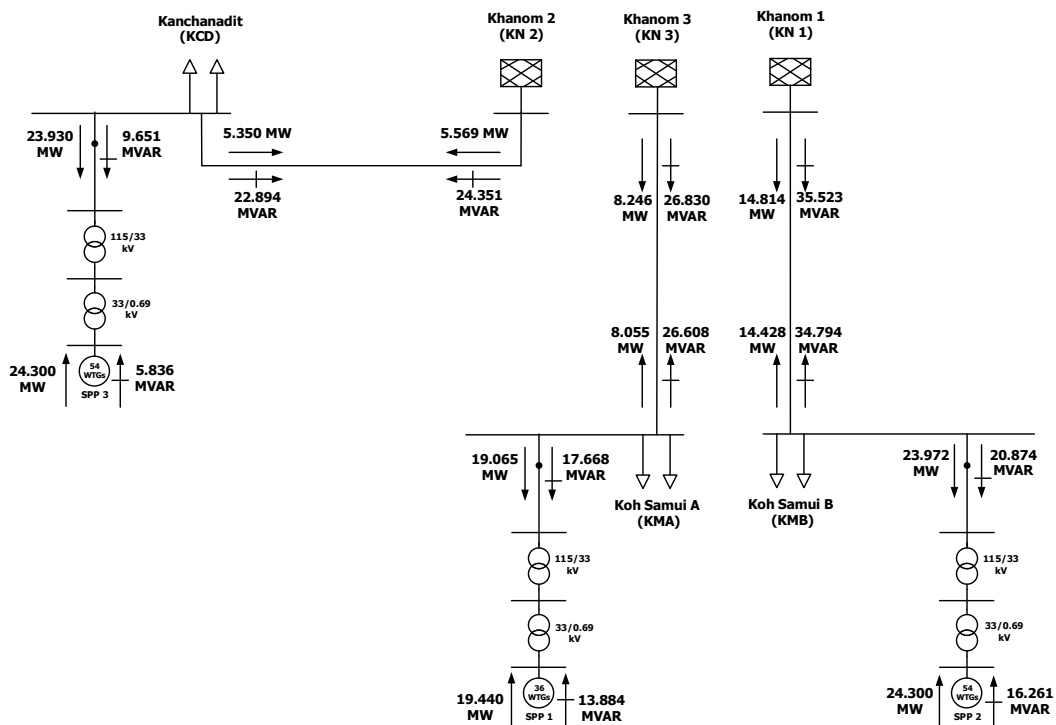 Kanchanadit
(KCD)
Khanom 2
(KN 2)
Khanom 3
(KN 3)
Khanom 1
(KN 1)
23.930
MW
9.651
MVAR
5.350 MW
22.894
MVAR
5.569 MW
24.351
MVAR
8.246
MW
26.830
MVAR
14.814
MW
35.523
MVAR
115/33
kV
33/0.69
kV
24.300
MW
54
WTGs
SPP 3
5.836
MVAR
8.055
MW
26.608
MVAR
14.428
MW
34.794
MVAR
19.065
MW
17.668
MVAR
Koh Samui A
(KMA)
Koh Samui B
(KMB)
23.972
MW
20.874
MVAR
115/33
kV
33/0.69
kV
115/33
kV
33/0.69
kV
19.440
MW
36
WTGs
SPP 1
13.884
MVAR
24.300
MW
54
WTGs
SPP 2
16.261
MVAR